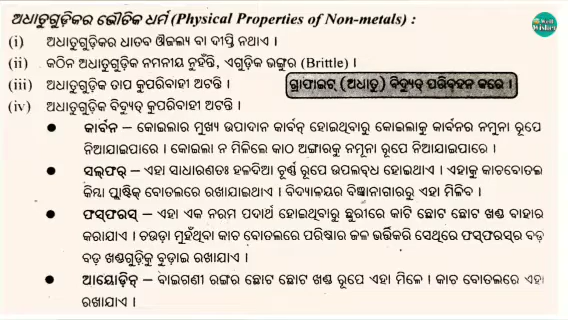 ଅଧାତୁଗୁଡ଼ିକର ଭୌତିକ ଧର୍ମ (Physical Properties of Non-metals) :
(i) ଅଧାତୁଗୁଡ଼ିକର ଧାତବ ଔଜଲ୍ୟ ବା ଦୀପ୍ତି ନଥାଏ ।
(ii) କଠିନ ଅଧାତୁଗୁଡ଼ିକ ନମନୀୟ ନୁହଁନ୍ତି, ଏଗୁଡ଼ିକ ଭଙ୍ଗୁର (Brittle) ।
(iii) ଅଧାତୁଗୁଡ଼ିକ ତାପ କୁପରିବାହୀ ଅଟନ୍ତି । ଗ୍ରାଫାଇଟ୍ (ଅଧାତୁ) ବିଦ୍ୟୁତ୍ ପରିବହନ କରେ ।
(iv) ଅଧାତୁଗୁଡ଼ିକ ବିଦ୍ୟୁତ୍ କୁପରିବାହୀ ଅଟନ୍ତି ।
● କାର୍ବନ – କୋଇଲାର ମୁଖ୍ୟ ଉପାଦାନ କାର୍ବନ୍ ହୋଇଥିବାରୁ କୋଇଲାକୁ କାର୍ବନର ନମୁନା ରୂପେ
ନିଆଯାଇପାରେ । କୋଇଲା ନ ମିଳିଲେ କାଠ ଅଙ୍ଗାରକୁ ନମୂନା ରୂପେ ନିଆଯାଇପାରେ ।
● ସଲ୍‌ଫର୍ – ଏହା ସାଧାରଣତଃ ହଳଦିଆ ଚୂର୍ଣ୍ଣ ରୂପେ ଉପଲବ୍ଧ ହୋଇଥାଏ । ଏହାକୁ କାଚବୋତଲ
କିମ୍ବା ପ୍ଲାଷ୍ଟିକ୍ ବୋତଲରେ ରଖାଯାଇଥାଏ । ବିଦ୍ୟାଳୟର ବିଜ୍ଞାନାଗାରରୁ ଏହା ମିଳିବ ।
● ଫସ୍‌ଫରସ୍ – ଏହା ଏକ ନରମ ପଦାର୍ଥ ହୋଇଥିବାରୁ ଛୁରୀରେ କାଟି ଛୋଟ ଛୋଟ ଖଣ୍ଡ ବାହାର
କରାଯାଏ । ଚଉଡ଼ା ମୁହଁଥିବା କାଚ ବୋତଲରେ ପରିଷ୍କାର ଜଳ ଭର୍ତ୍ତିକରି ସେଥିରେ ଫସ୍‌ଫରସ୍‌ର ବଡ଼
ବଡ଼ ଖଣ୍ଡଗୁଡ଼ିକୁ ବୁଡ଼ାଇ ରଖାଯାଏ ।
● ଆୟୋଡ଼ିନ୍ – ବାଇଗଣୀ ରଙ୍ଗର ଛୋଟ ଛୋଟ ଖଣ୍ଡ ରୂପେ ଏହା ମିଳେ । କାଚ ବୋତଲରେ ଏହା
ରଖାଯାଏ ।